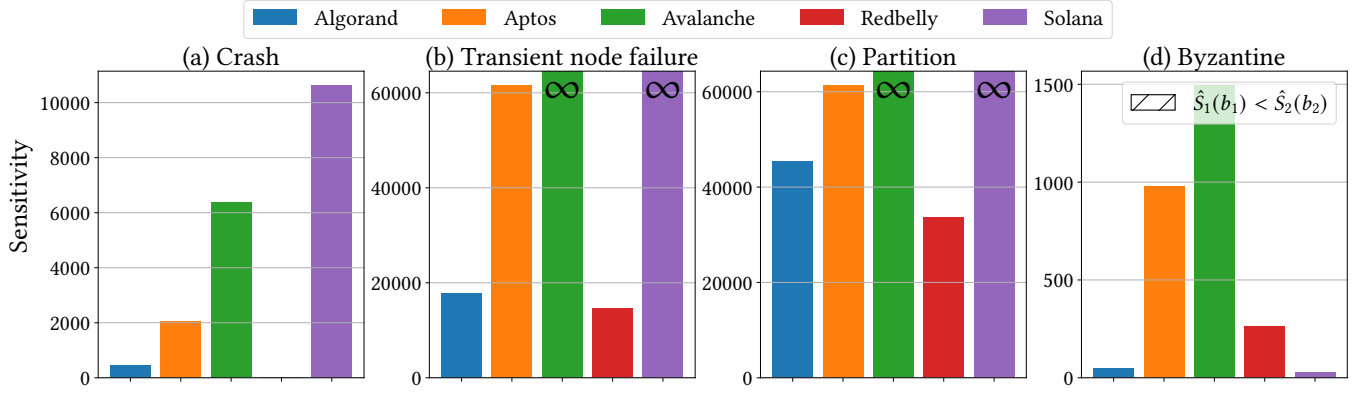 Algorand Aptos Avalanche Redbelly Solana
(a) Crash
Sensitivity
10000
8000
6000
4000
2000
0
(b) Transient node failure
60000
40000
20000
0
∞ ∞
(c) Partition
60000
40000
20000
0
∞ ∞
(d) Byzantine
1500
1000
500
0
Ŝ₁(b₁) < Ŝ₂(b₂)